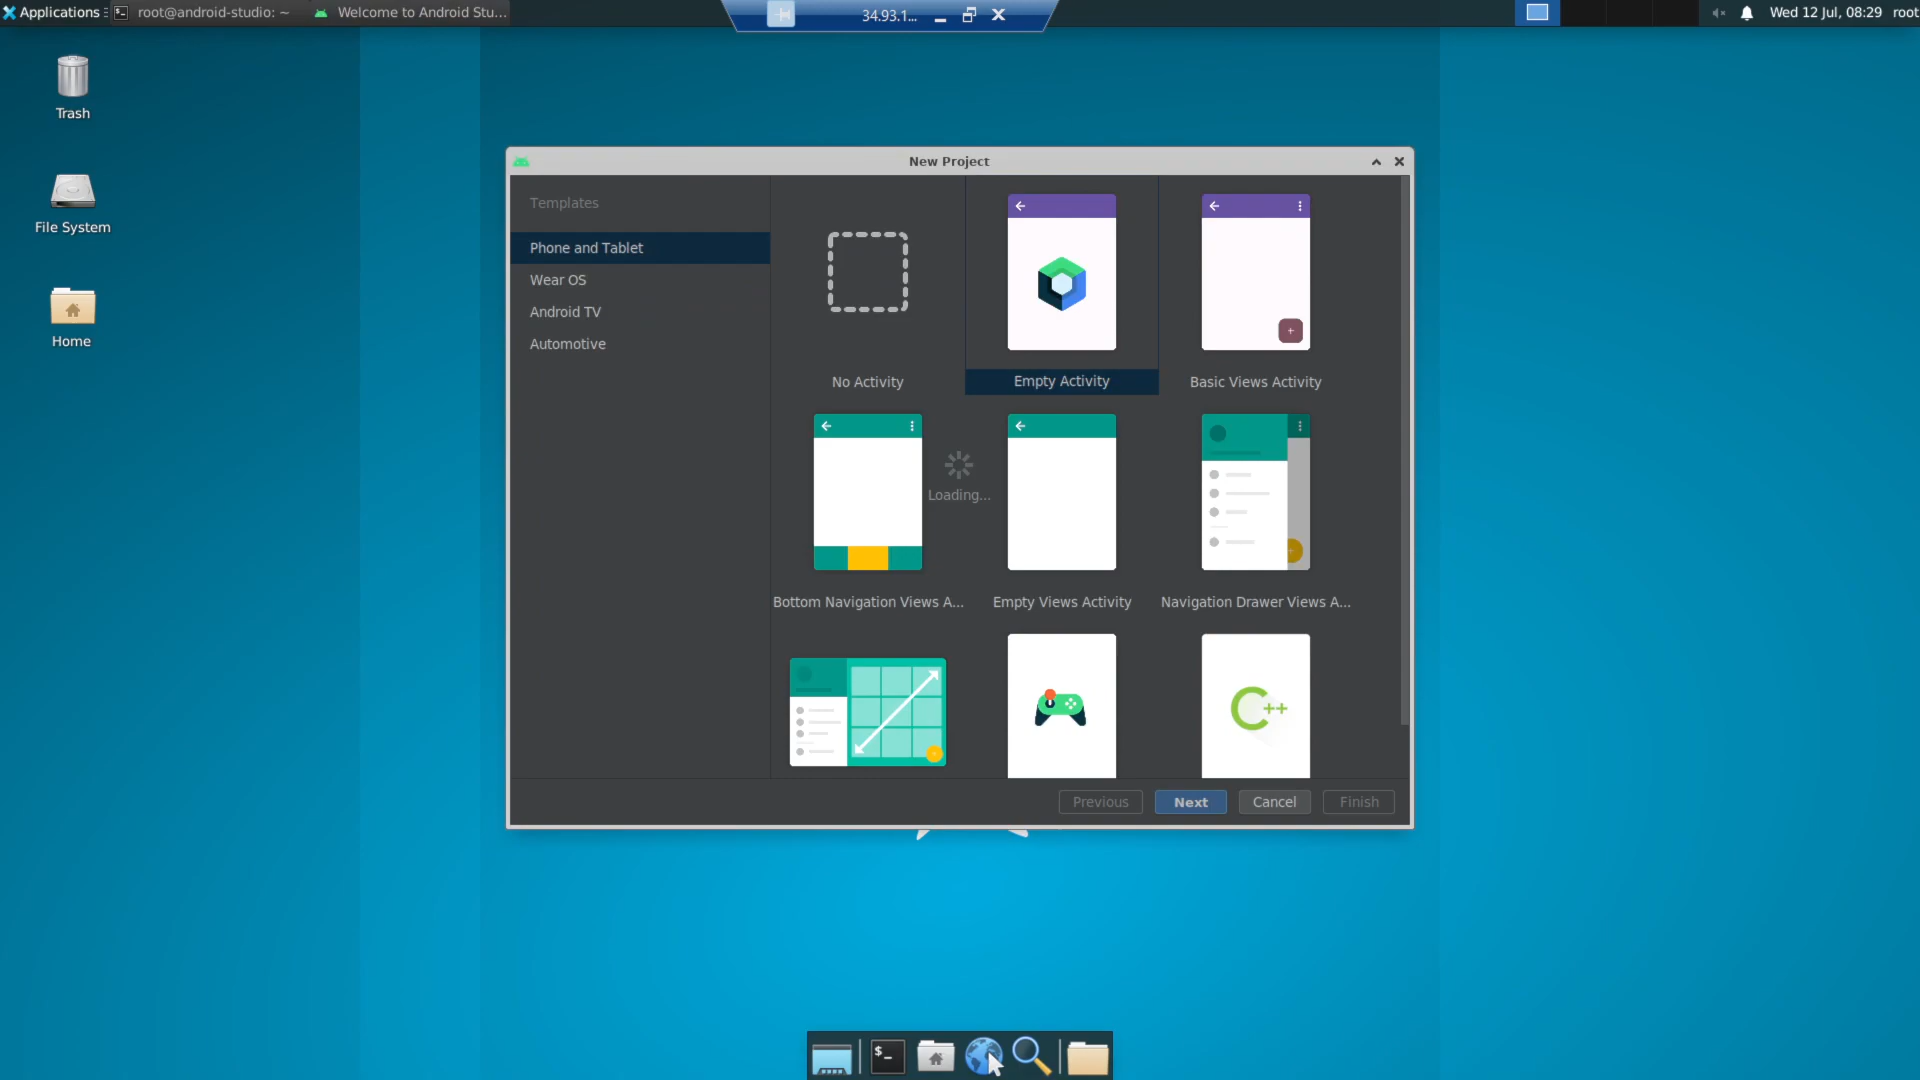 Applications
root@android-studio: ~
Welcome to Android Stu...
34.93.1...
Wed 12 Jul, 08:29
root
Trash
File System
Home
New Project
Templates
Phone and Tablet
Wear OS
Android TV
Automotive
No Activity
Empty Activity
Basic Views Activity
Loading...
Bottom Navigation Views A...
Empty Views Activity
Navigation Drawer Views A...
C++
Previous
Next
Cancel
Finish
$_